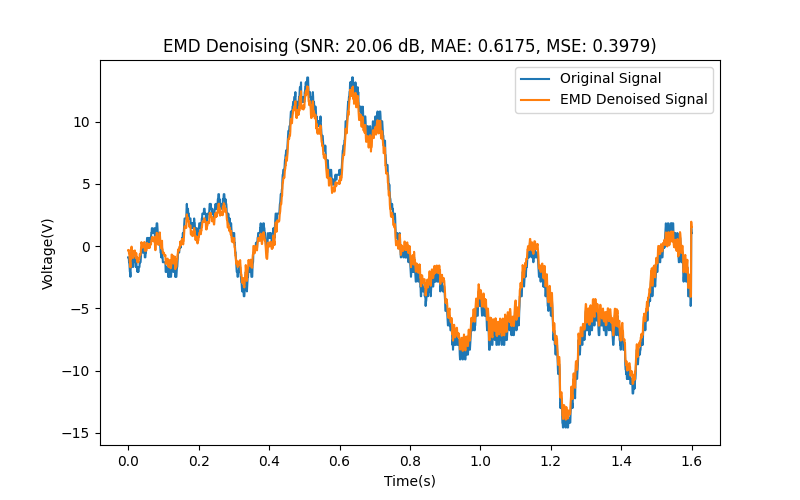 EMD Denoising (SNR: 20.06 dB, MAE: 0.6175, MSE: 0.3979)
Original Signal
EMD Denoised Signal
10
5
0
−5
−10
−15
Voltage(V)
0.0 0.2 0.4 0.6 0.8 1.0 1.2 1.4 1.6
Time(s)